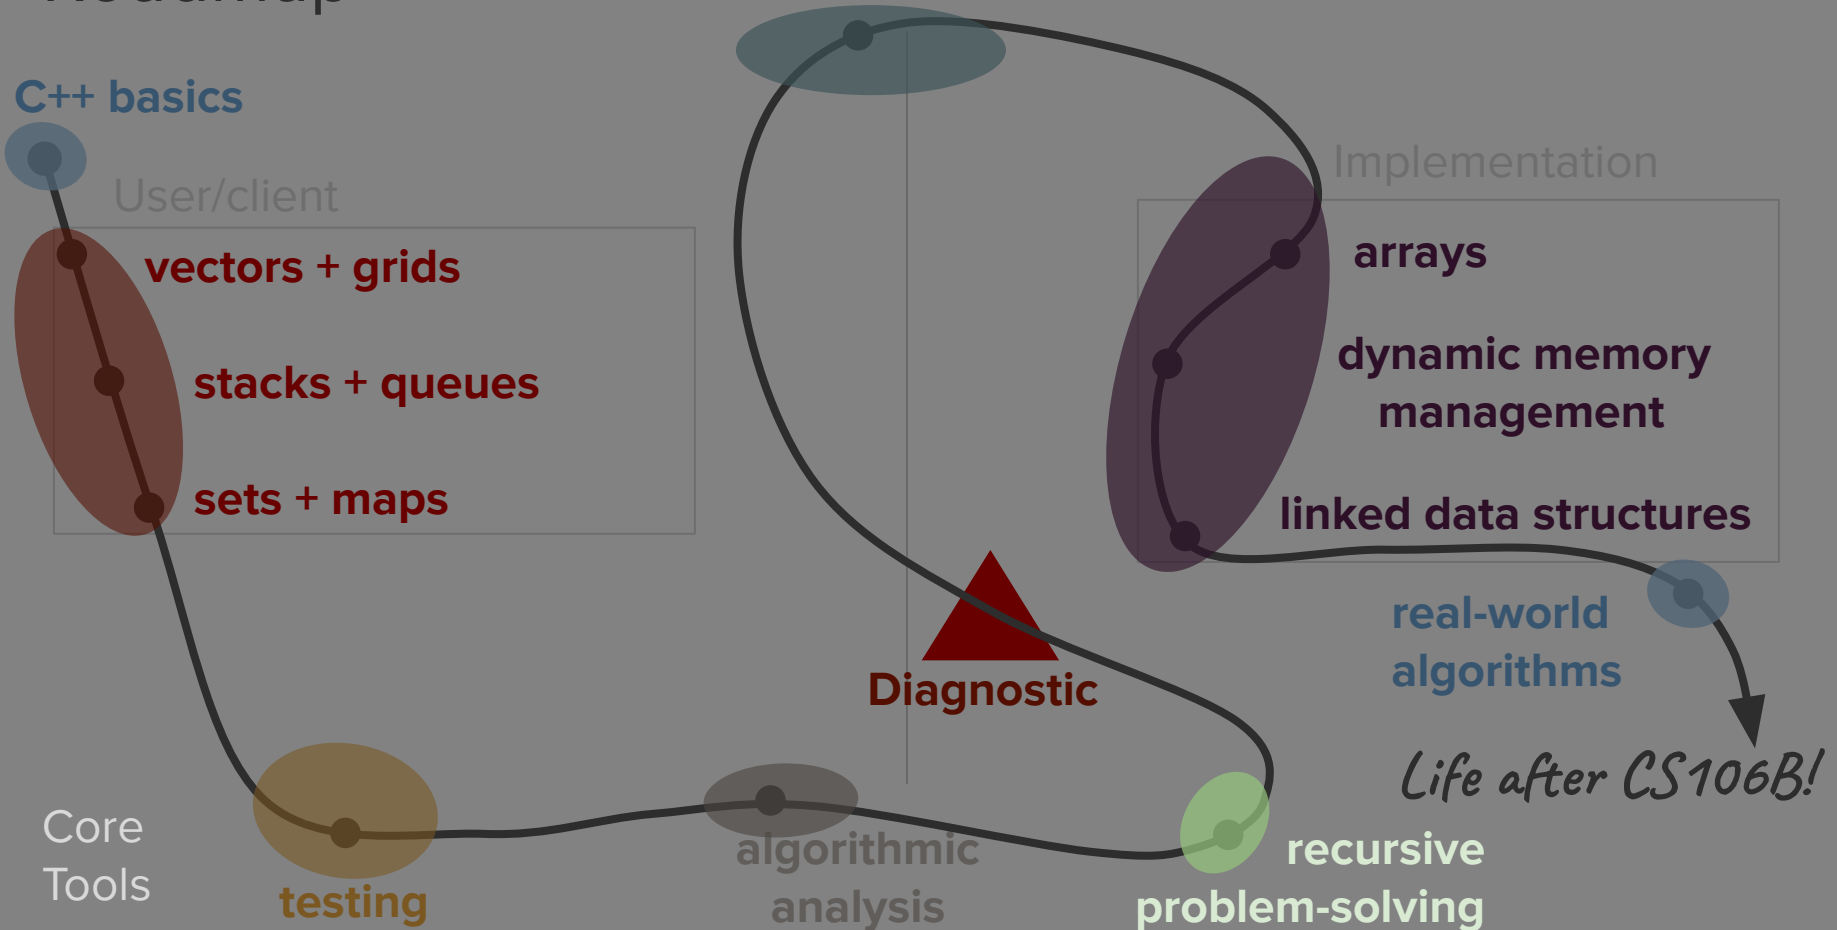 Roadmap
C++ basics
User/client
vectors + grids
stacks + queues
sets + maps
Implementation
arrays
dynamic memory
management
linked data structures
real-world
algorithms
Diagnostic
Life after CS106B!
Core
Tools
testing
algorithmic
analysis
recursive
problem-solving